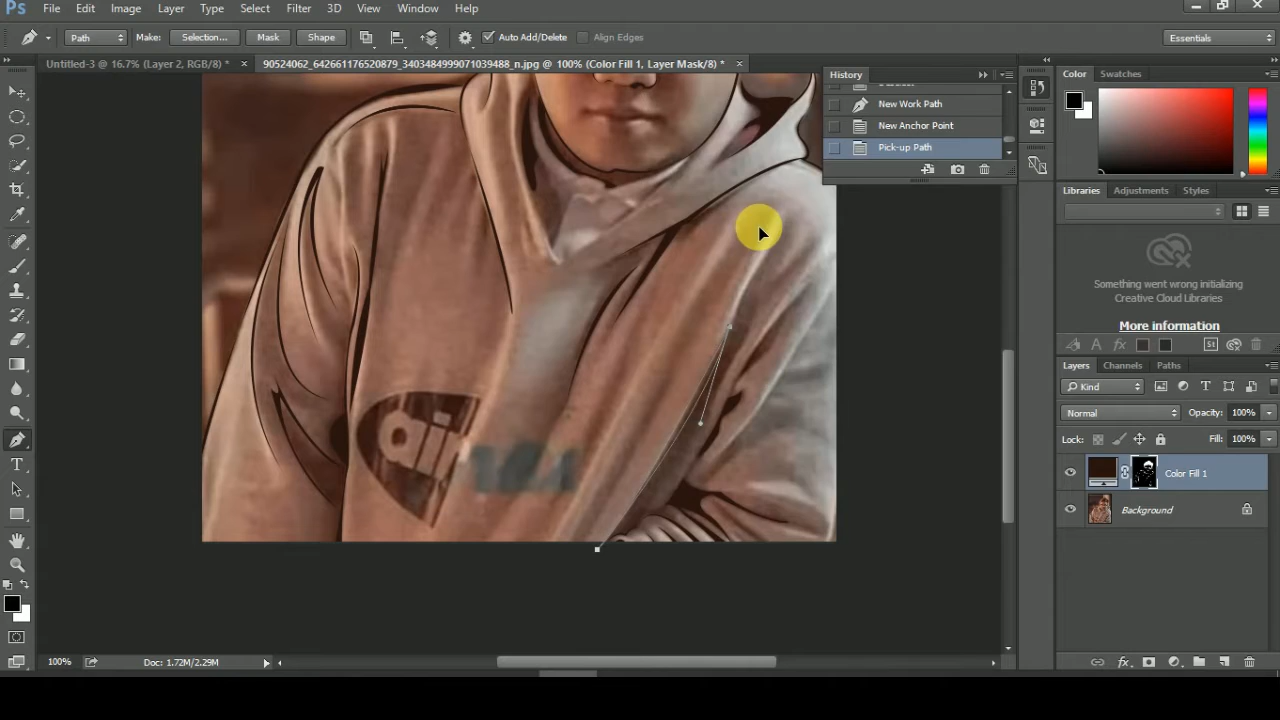 Ps File Edit Image Layer Type Select Filter 3D View Window Help
Path Make: Selection... Mask Shape Auto Add/Delete Align Edges Essentials
Untitled-3 @ 16.7% (Layer 2, RGB/8) * × 90524062_642661176520879_3403484999071039488_n.jpg @ 100% (Color Fill 1, Layer Mask/8) * ×
History
New Work Path
New Anchor Point
Pick-up Path
Color Swatches
Libraries Adjustments Styles
Something went wrong initializing
Creative Cloud Libraries
More information
St
Layers Channels Paths
Kind
Normal Opacity: 100%
Lock: Fill: 100%
Color Fill 1
Background
100% Doc: 1.72M/2.29M